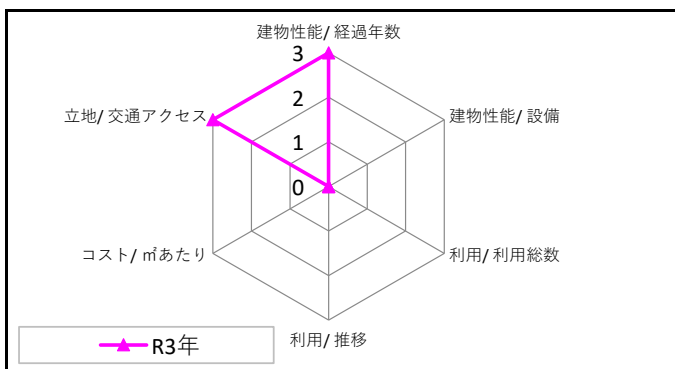 建物性能/ 経過年数
3
立地/ 交通アクセス
建物性能/ 設備
2
1
0
コスト/ ㎡あたり
利用/ 利用総数
利用/ 推移
R3年